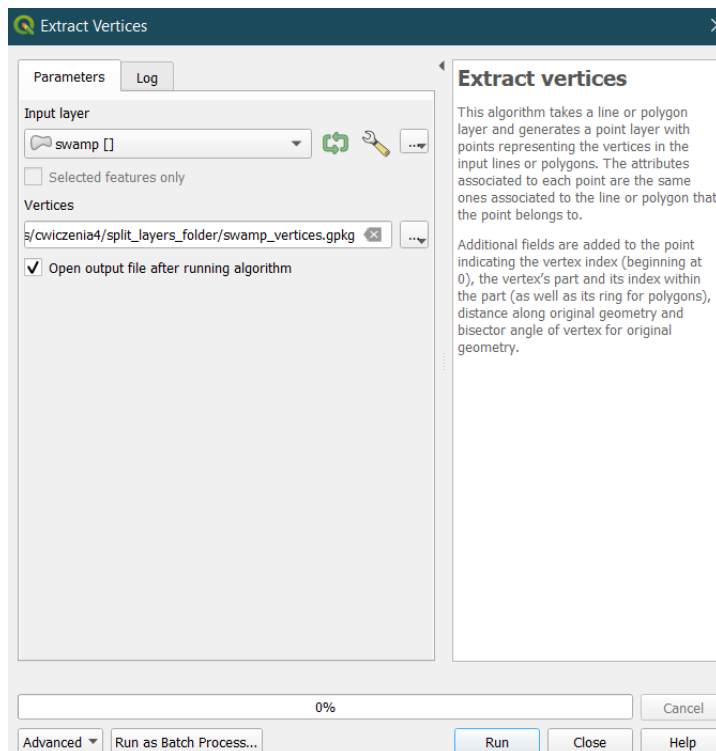 Extract Vertices
Parameters
Log
Input layer
swamp []
Selected features only
Vertices
s/cwiczenia4/split_layers_folder/swamp_vertices.gpkg
Open output file after running algorithm
Extract vertices
This algorithm takes a line or polygon
layer and generates a point layer with
points representing the vertices in the
input lines or polygons. The attributes
associated to each point are the same
ones associated to the line or polygon that
the point belongs to.
Additional fields are added to the point
indicating the vertex index (beginning at
0), the vertex’s part and its index within
the part (as well as its ring for polygons),
distance along original geometry and
bisector angle of vertex for original
geometry.
0%
Cancel
Advanced
Run as Batch Process...
Run
Close
Help